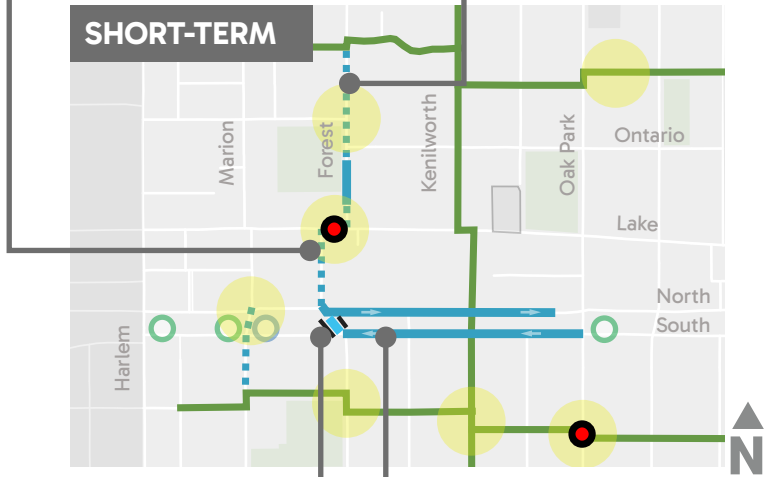 SHORT-TERM
Marion
Forest
Kenilworth
Oak Park
Ontario
Lake
North
South
Harlem
N